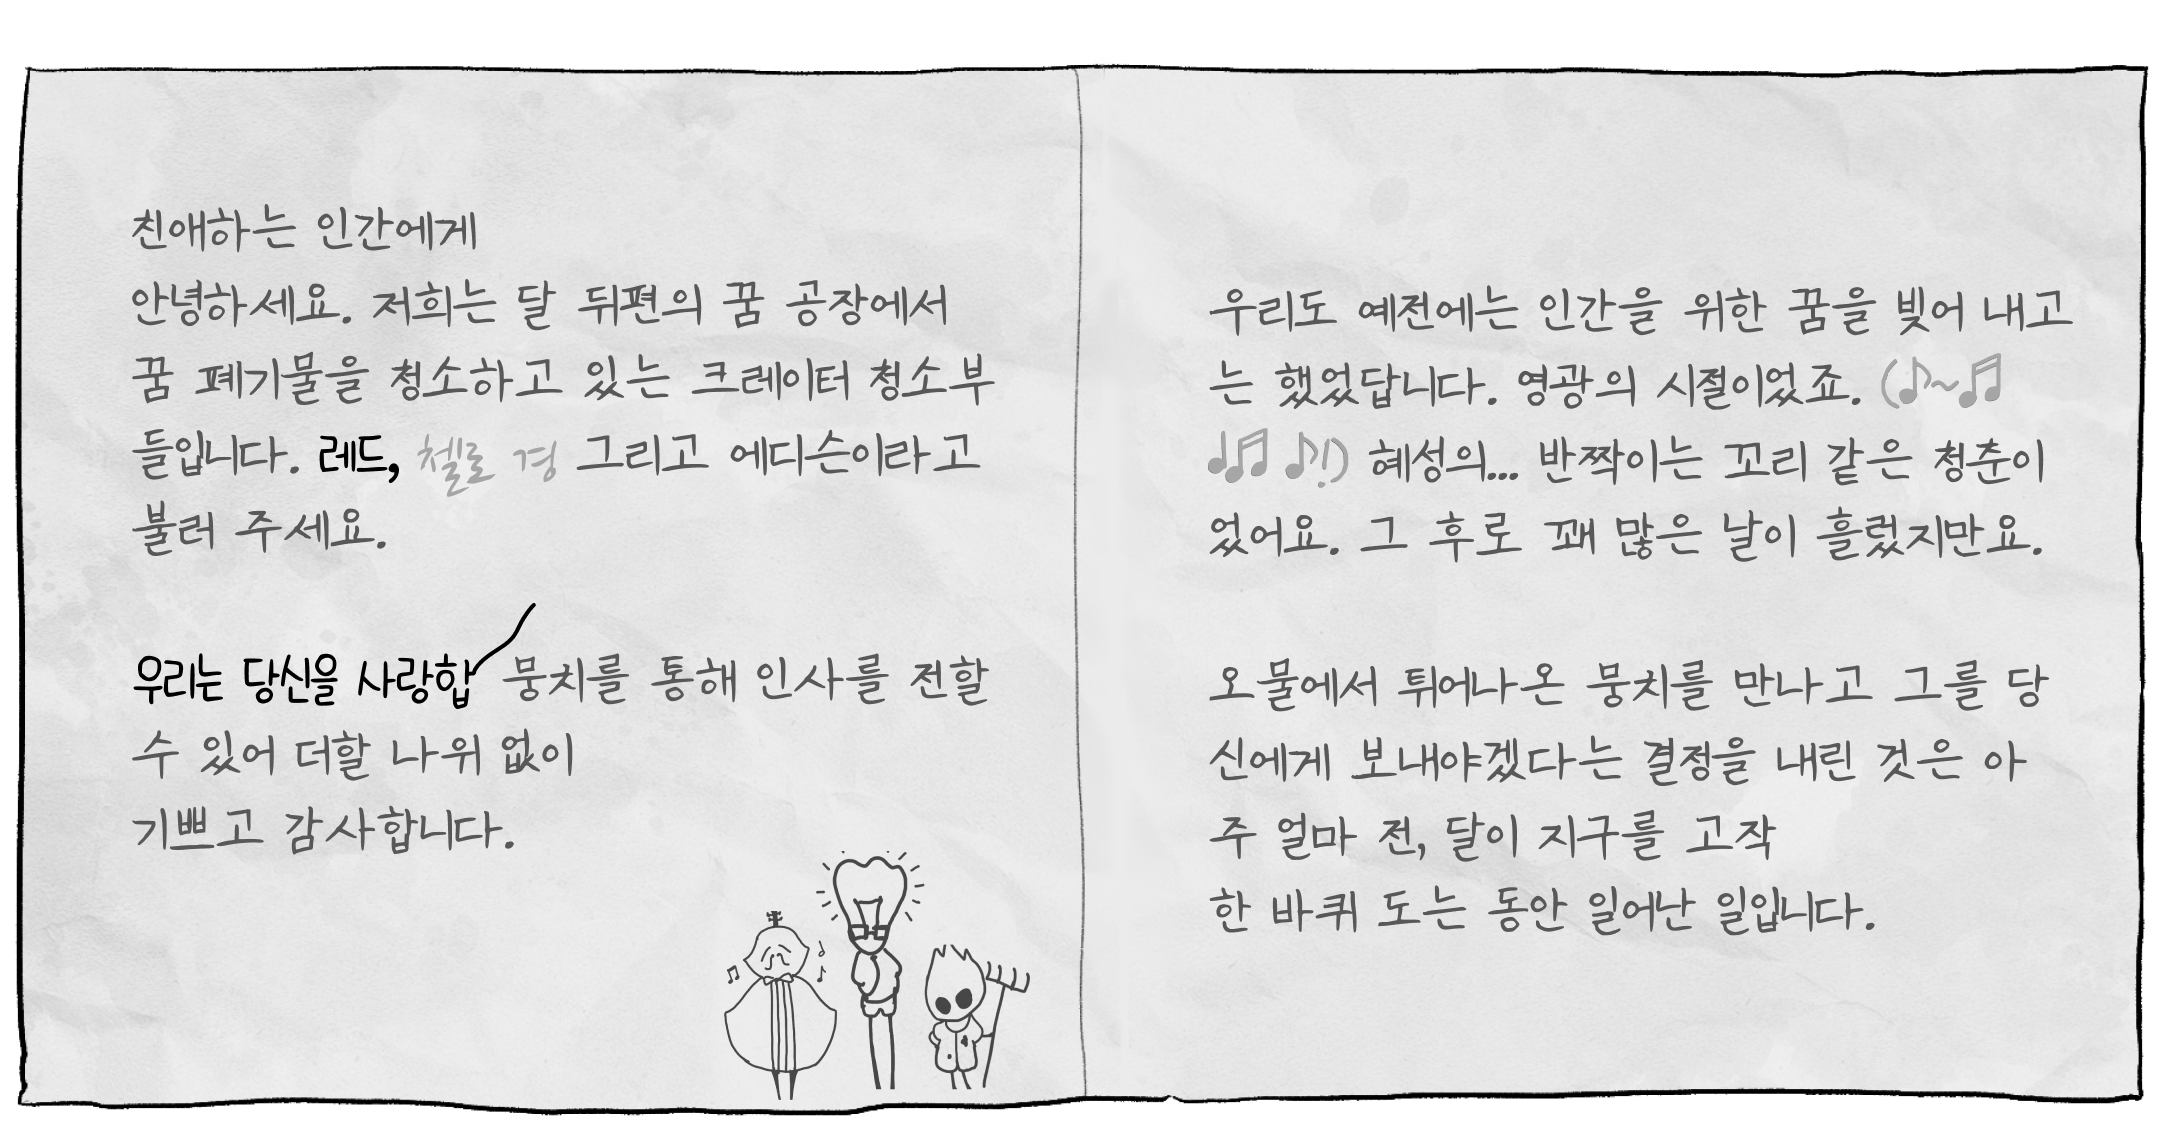 친애하는 인간에게
안녕하세요. 저희는 달 뒤편의 꿈 공장에서
꿈 폐기물을 청소하고 있는 크레이터 청소부
들입니다. 레드, 첼로 경 그리고 에디슨이라고
불러 주세요.
우리는 당신을 사랑합 뭉치를 통해 인사를 전할
수 있어 더할 나위 없이
기쁘고 감사합니다.
우리도 예전에는 인간을 위한 꿈을 빚어 내고
는 했었답니다. 영광의 시절이었죠. (♪~♬
♩♬ ♪!) 혜성의... 반짝이는 꼬리 같은 청춘이
었어요. 그 후로 꽤 많은 날이 흘렀지만요.
오물에서 튀어나온 뭉치를 만나고 그를 당
신에게 보내야겠다는 결정을 내린 것은 아
주 얼마 전, 달이 지구를 고작
한 바퀴 도는 동안 일어난 일입니다.